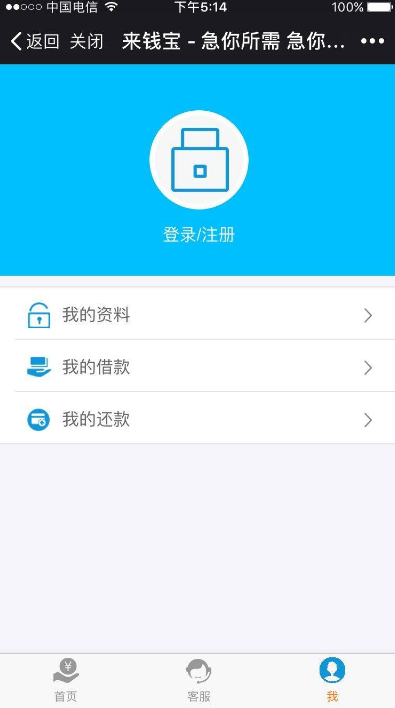 中国电信 下午5:14 100%
返回 关闭 来钱宝 - 急你所需 急你...
登录/注册
我的资料
我的借款
我的还款
¥
首页 客服 我